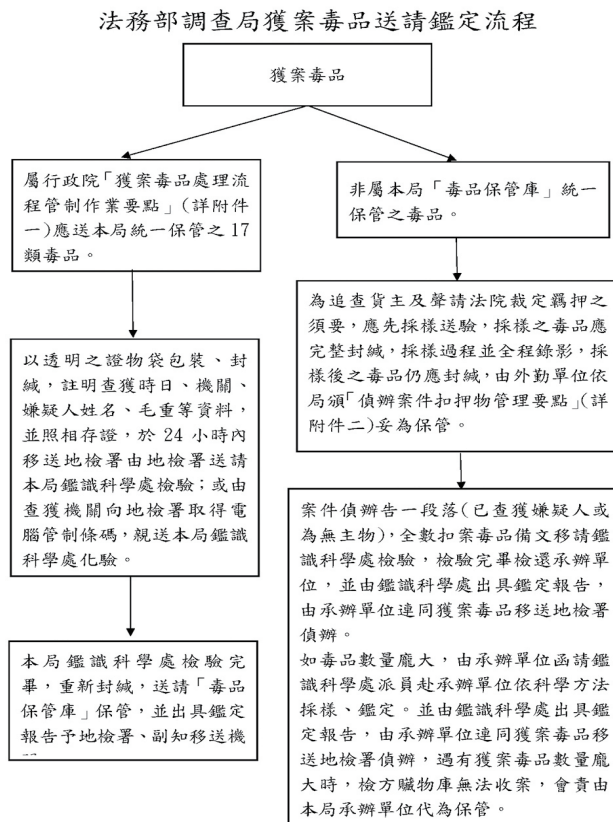 法務部調查局獲案毒品送請鑑定流程
獲案毒品
屬行政院「獲案毒品處理流
程管制作業要點」(詳附件
一)應送本局統一保管之 17
類毒品。
以透明之證物袋包裝、封
緘，註明查獲時日、機關、
嫌疑人姓名、毛重等資料，
並照相存證，於 24 小時內
移送地檢署由地檢署送請
本局鑑識科學處檢驗；或由
查獲機關向地檢署取得電
腦管制條碼，親送本局鑑識
科學處化驗。
本局鑑識科學處檢驗完
畢，重新封緘，送請「毒品
保管庫」保管，並出具鑑定
報告予地檢署、副知移送機
非屬本局「毒品保管庫」統一
保管之毒品。
為追查貨主及聲請法院裁定羈押之
須要，應先採樣送驗，採樣之毒品應
完整封緘，採樣過程並全程錄影，採
樣後之毒品仍應封緘，由外勤單位依
局頒「偵辦案件扣押物管理要點」(詳
附件二)妥為保管。
案件偵辦告一段落(已查獲嫌疑人或
為無主物)，全數扣案毒品備文移請鑑
識科學處檢驗，檢驗完畢檢還承辦單
位，並由鑑識科學處出具鑑定報告，
由承辦單位連同獲案毒品移送地檢署
偵辦。
如毒品數量龐大，由承辦單位函請鑑
識科學處派員赴承辦單位依科學方法
採樣、鑑定。並由鑑識科學處出具鑑
定報告，由承辦單位連同獲案毒品移
送地檢署偵辦，遇有獲案毒品數量龐
大時，檢方贓物庫無法收案，會責由
本局承辦單位代為保管。